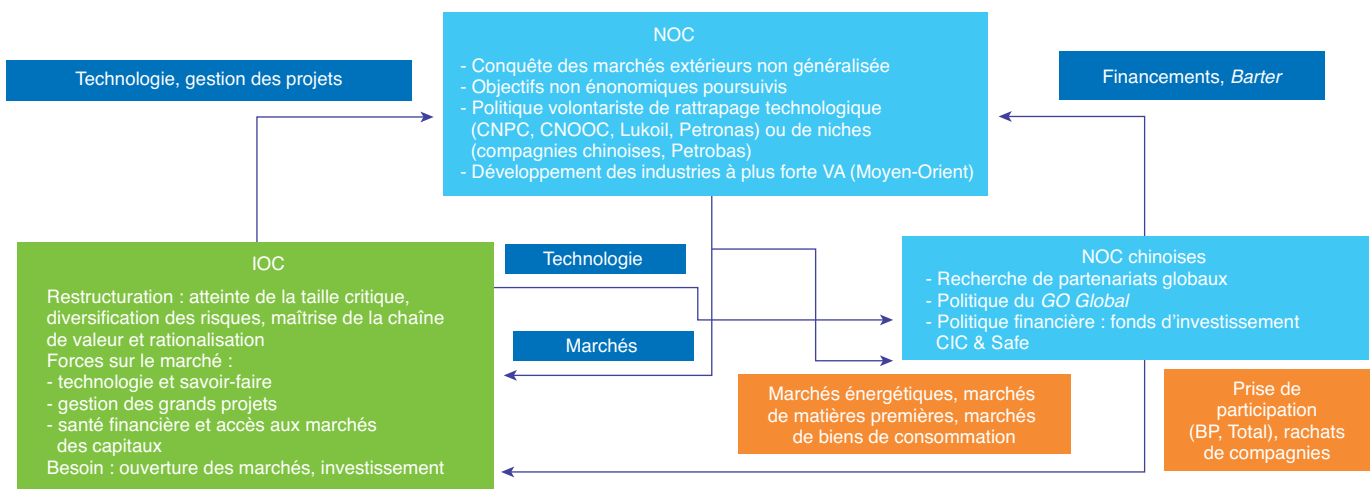 Technologie, gestion des projets
NOC
- Conquête des marchés extérieurs non généralisée
- Objectifs non énonomiques poursuivis
- Politique volontariste de rattrapage technologique
(CNPC, CNOOC, Lukoil, Petronas) ou de niches
(compagnies chinoises, Petrobas)
- Développement des industries à plus forte VA (Moyen-Orient)
Financements, Barter
IOC
Restructuration : atteinte de la taille critique,
diversification des risques, maîtrise de la chaîne
de valeur et rationalisation
Forces sur le marché :
- technologie et savoir-faire
- gestion des grands projets
- santé financière et accès aux marchés
des capitaux
Besoin : ouverture des marchés, investissement
Technologie
Marchés
NOC chinoises
- Recherche de partenariats globaux
- Politique du GO Global
- Politique financière : fonds d'investissement
CIC & Safe
Marchés énergétiques, marchés
de matières premières, marchés
de biens de consommation
Prise de
participation
(BP, Total), rachats
de compagnies